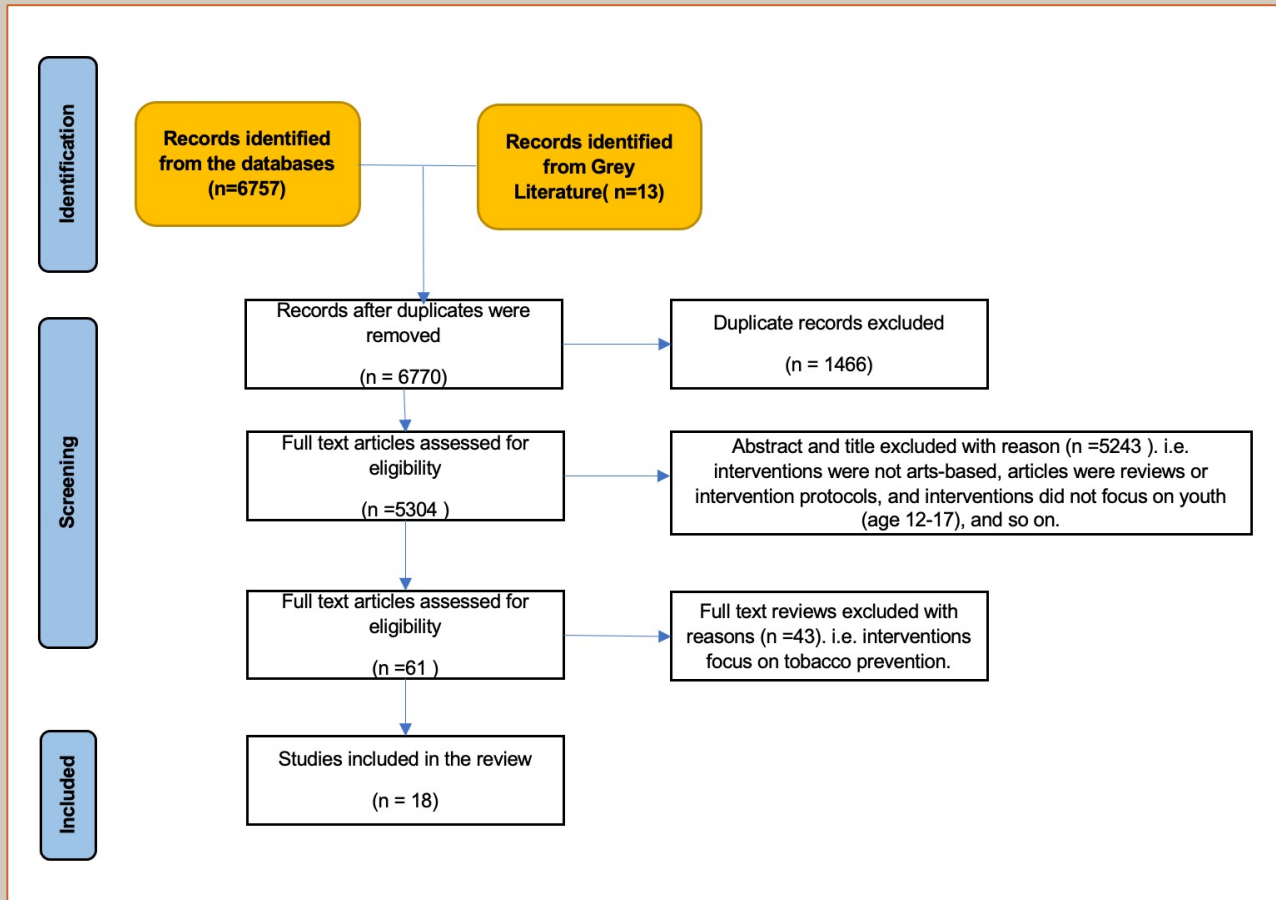 Identification
Records identified
from the databases
(n=6757)
Records identified
from Grey
Literature( n=13)
Screening
Records after duplicates were
removed
(n = 6770)
Duplicate records excluded
(n = 1466)
Full text articles assessed for
eligibility
(n =5304 )
Abstract and title excluded with reason (n =5243 ). i.e.
interventions were not arts-based, articles were reviews or
intervention protocols, and interventions did not focus on youth
(age 12-17), and so on.
Full text articles assessed for
eligibility
(n =61 )
Full text reviews excluded with
reasons (n =43). i.e. interventions
focus on tobacco prevention.
Included
Studies included in the review
(n = 18)